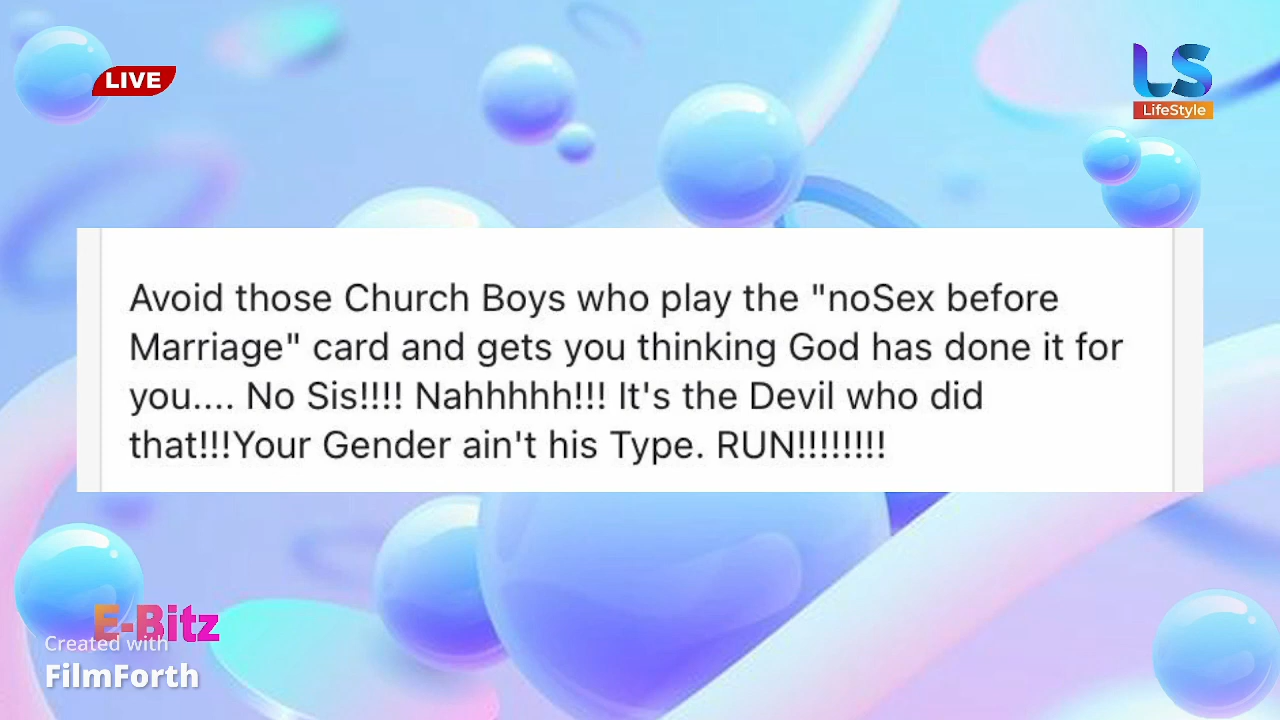 LIVE
LS
LifeStyle
Avoid those Church Boys who play the "noSex before
Marriage" card and gets you thinking God has done it for
you.... No Sis!!!! Nahhhhh!!! It's the Devil who did
that!!!Your Gender ain't his Type. RUN!!!!!!!!
E-Bitz
Created with
FilmForth